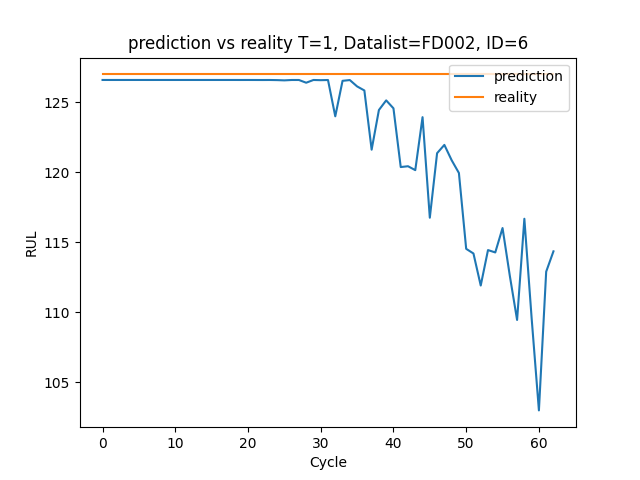 prediction vs reality T=1, Datalist=FD002, ID=6
prediction
reality
125
120
115
110
105
RUL
0 10 20 30 40 50 60
Cycle